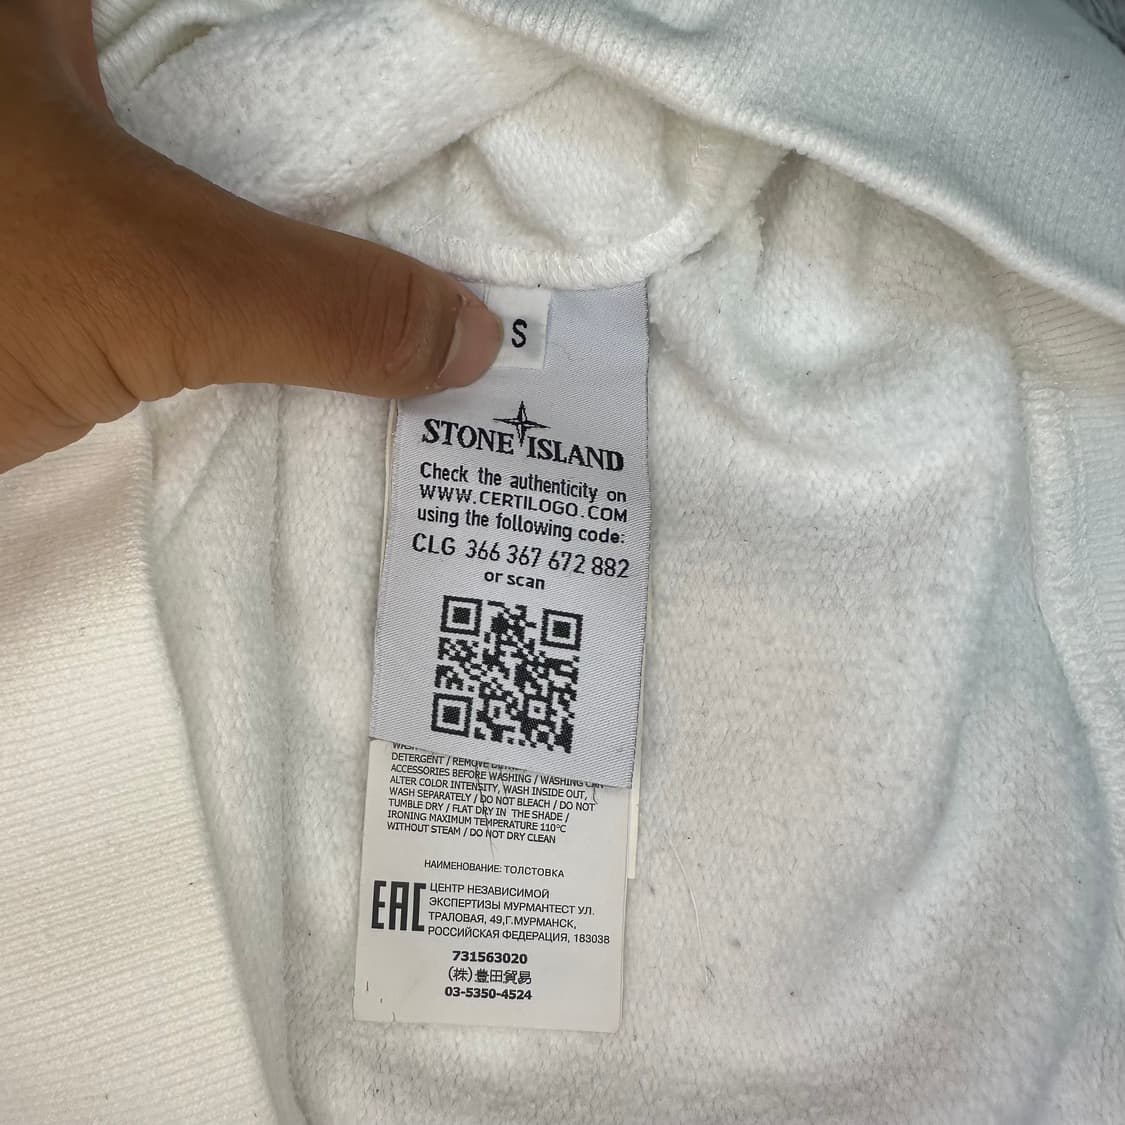 S
STONE ISLAND
Check the authenticity on
WWW.CERTILOGO.COM
using the following code:
CLG 366 367 672 882
or scan
DETERGENT / REMOVE
ACCESSORIES BEFORE WASHING / WASHING CAN
ALTER COLOR INTENSITY, WASH INSIDE OUT,
WASH SEPARATELY / DO NOT BLEACH / DO NOT
TUMBLE DRY / FLAT DRY IN THE SHADE /
IRONING MAXIMUM TEMPERATURE 110°C
WITHOUT STEAM / DO NOT DRY CLEAN
НАИМЕНОВАНИЕ: ТОЛСТОВКА
EAC
ЦЕНТР НЕЗАВИСИМОЙ
ЭКСПЕРТИЗЫ МУРМАНТЕСТ УЛ.
ТРАЛОВАЯ, 49,Г.МУРМАНСК,
РОССИЙСКАЯ ФЕДЕРАЦИЯ, 183038
731563020
(株)豊田貿易
03-5350-4524